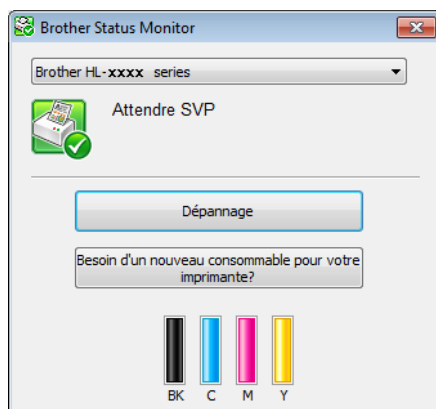 Brother Status Monitor
Brother HL-xxxx series
Attendre SVP
Dépannage
Besoin d'un nouveau consommable pour votre
imprimante?
BK C M Y